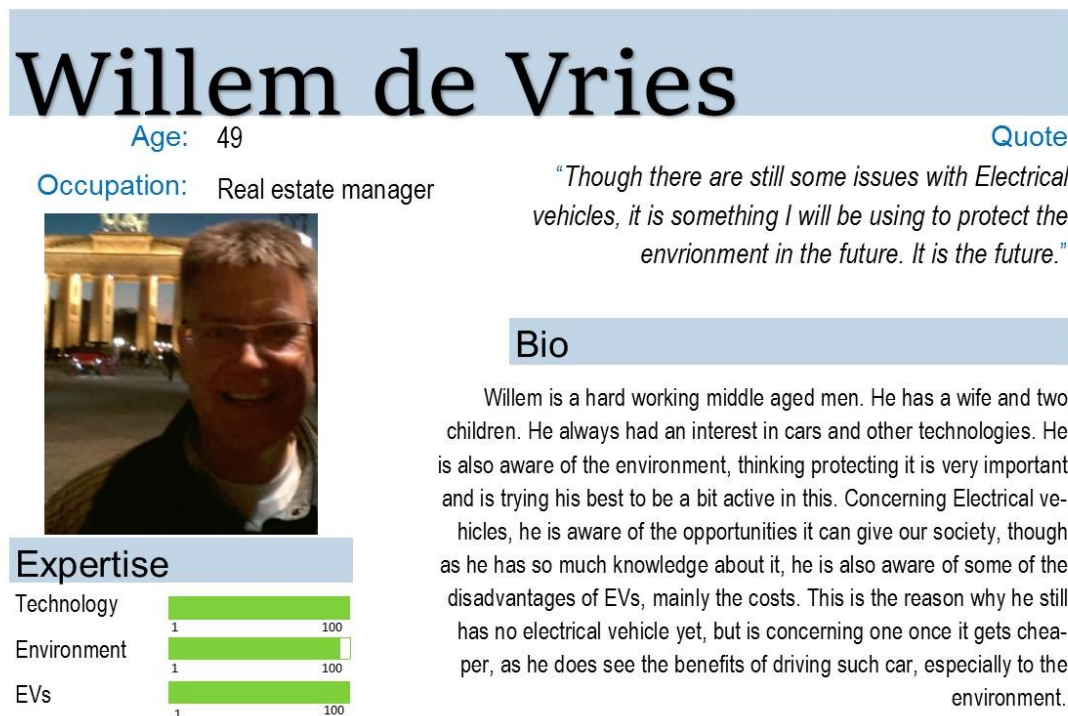 Willem de Vries
Age: 49
Occupation: Real estate manager
Quote
“Though there are still some issues with Electrical
vehicles, it is something I will be using to protect the
envrionment in the future. It is the future.”
Bio
Willem is a hard working middle aged men. He has a wife and two
children. He always had an interest in cars and other technologies. He
is also aware of the environment, thinking protecting it is very important
and is trying his best to be a bit active in this. Concerning Electrical ve-
hicles, he is aware of the opportunities it can give our society, though
as he has so much knowledge about it, he is also aware of some of the
disadvantages of EVs, mainly the costs. This is the reason why he still
has no electrical vehicle yet, but is concerning one once it gets chea-
per, as he does see the benefits of driving such car, especially to the
environment.
Expertise
Technology
1 100
Environment
1 100
EVs
1 100